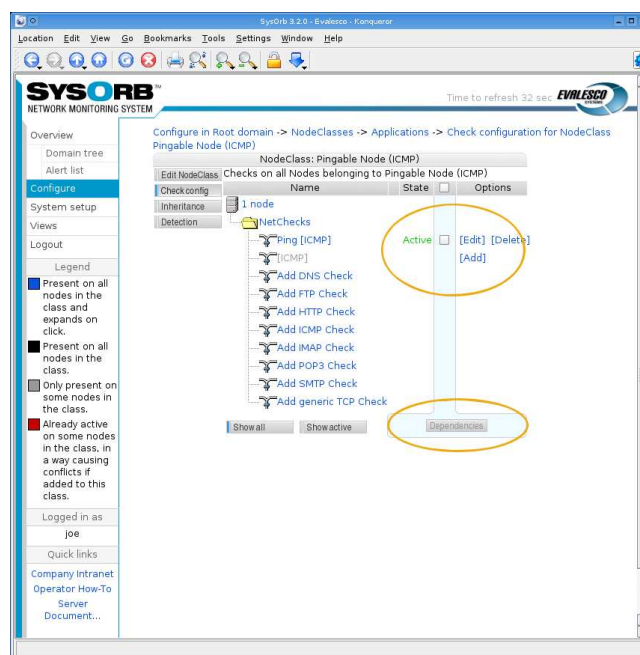 SysOrb 3.2.0 - Evalesco - Konqueror
Location Edit View Go Bookmarks Tools Settings Window Help
SYSORB™
NETWORK MONITORING SYSTEM
Time to refresh 32 sec
EVALESCO
SYSTEMS
Overview
Domain tree
Alert list
Configure
System setup
Views
Logout
Legend
Present on all
nodes in the
class and
expands on
click.
Present on all
nodes in the
class.
Only present on
some nodes in
the class.
Already active
on some nodes
in the class, in
a way causing
conflicts if
added to this
class.
Logged in as
joe
Quick links
Company Intranet
Operator How-To
Server
Document...
Configure in Root domain -> NodeClasses -> Applications -> Check configuration for NodeClass
Pingable Node (ICMP)
NodeClass: Pingable Node (ICMP)
Edit NodeClass
Check config
Inheritance
Detection
Checks on all Nodes belonging to Pingable Node (ICMP)
Name State Options
1 node
NetChecks
Ping [ICMP] Active [Edit] [Delete]
[ICMP] [Add]
Add DNS Check
Add FTP Check
Add HTTP Check
Add ICMP Check
Add IMAP Check
Add POP3 Check
Add SMTP Check
Add generic TCP Check
Show all Show active Dependencies